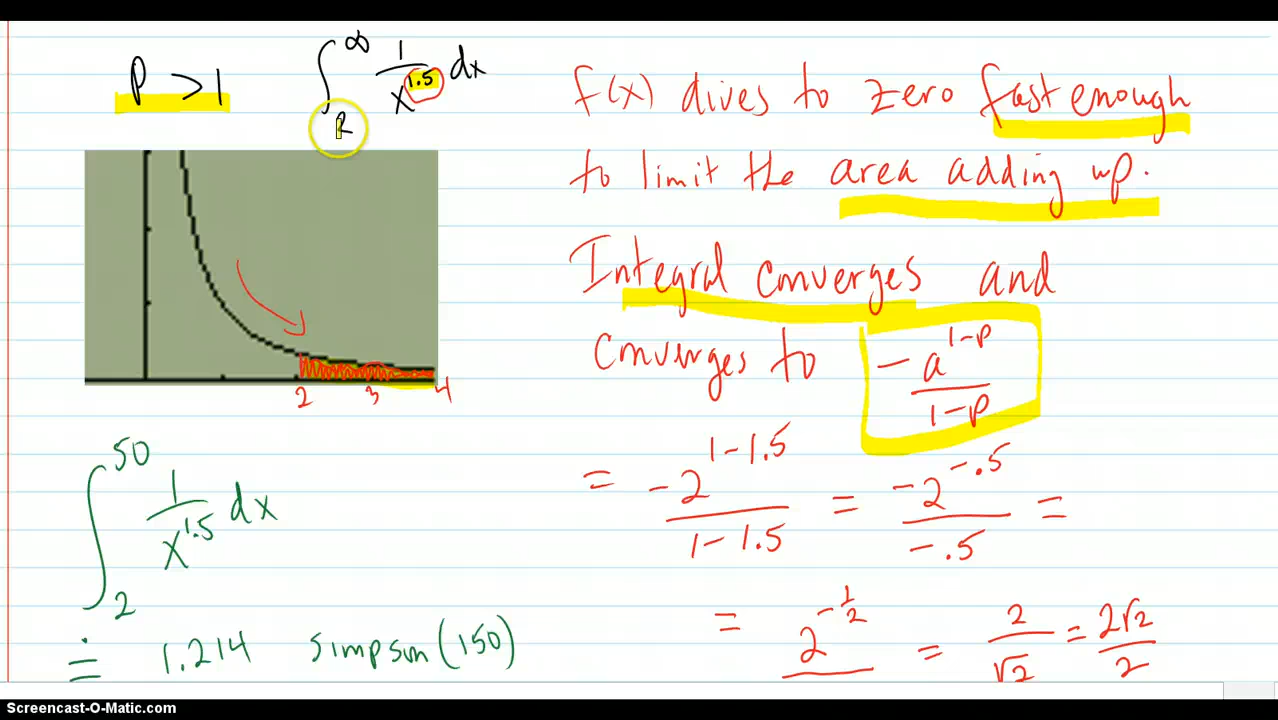 P > 1
∫_2^∞ 1/x^1.5 dx
f(x) dives to zero fast enough
to limit the area adding up.
Integral converges and
converges to -a^(1-p)/(1-p)
2 3 4
= -2^(1-1.5)/(1-1.5) = -2^(-.5)/(-.5) =
∫_2^50 1/x^1.5 dx
≐ 1.214 simpson(150)
= 2^(-1/2) = 2/√2 = 2√2/2
Screencast-O-Matic.com